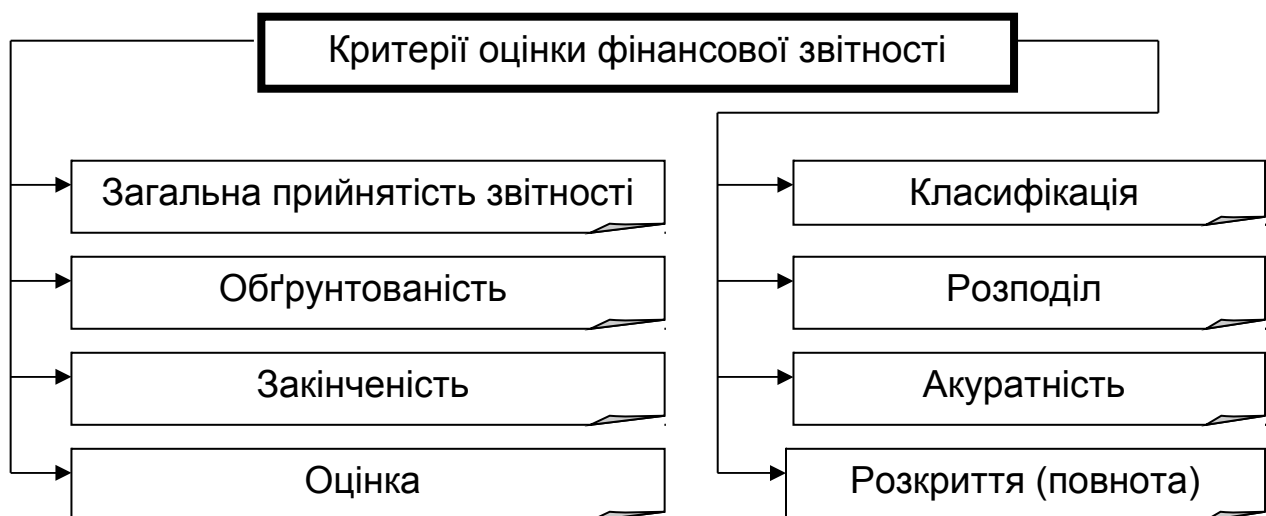 Критерії оцінки фінансової звітності
Загальна прийнятість звітності
Обґрунтованість
Закінченість
Оцінка
Класифікація
Розподіл
Акуратність
Розкриття (повнота)